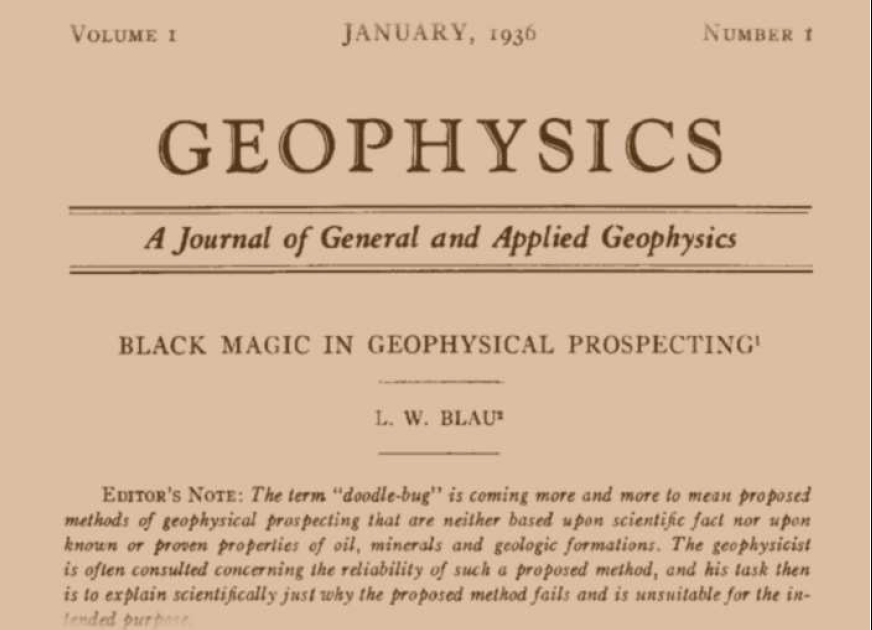 VOLUME I JANUARY, 1936 NUMBER 1
GEOPHYSICS
A Journal of General and Applied Geophysics
BLACK MAGIC IN GEOPHYSICAL PROSPECTING¹
L. W. BLAU²
EDITOR'S NOTE: The term "doodle-bug" is coming more and more to mean proposed
methods of geophysical prospecting that are neither based upon scientific fact nor upon
known or proven properties of oil, minerals and geologic formations. The geophysicist
is often consulted concerning the reliability of such a proposed method, and his task then
is to explain scientifically just why the proposed method fails and is unsuitable for the in-
tended purpose.